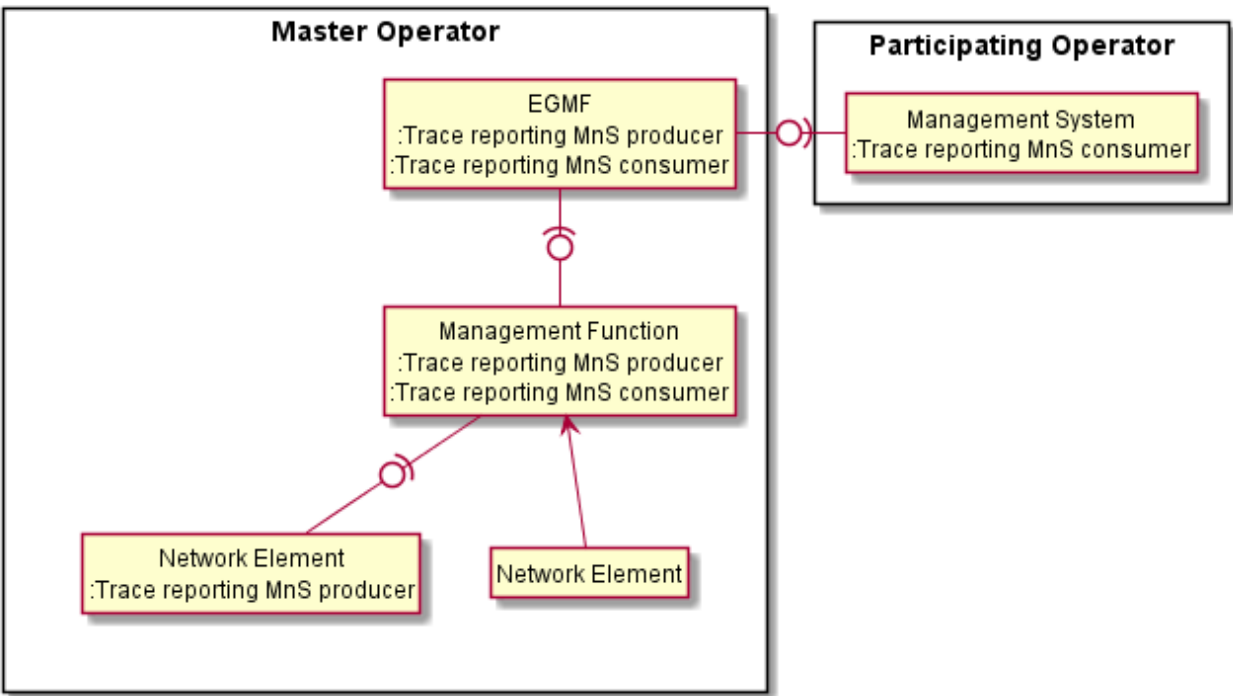 Master Operator
Participating Operator
EGMF
:Trace reporting MnS producer
:Trace reporting MnS consumer
Management System
:Trace reporting MnS consumer
Management Function
:Trace reporting MnS producer
:Trace reporting MnS consumer
Network Element
:Trace reporting MnS producer
Network Element